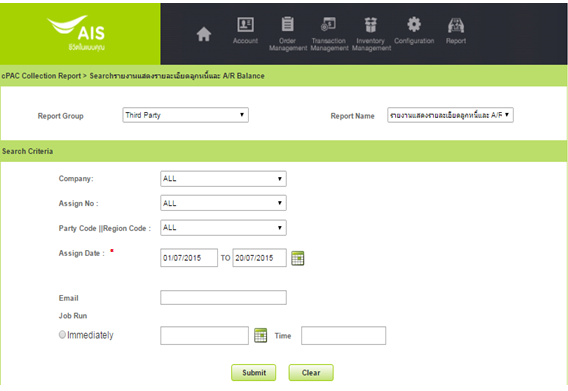 AIS
ชีวิตในแบบคุณ
Account
Order Management
Transaction Management
Inventory Management
Configuration
Report
cPAC Collection Report > Searchรายงานแสดงรายละเอียดลูกหนี้และ A/R Balance
Report Group
Third Party
Report Name
รายงานแสดงรายละเอียดลูกหนี้และ A/F
Search Criteria
Company:
ALL
Assign No :
ALL
Party Code ||Region Code :
ALL
Assign Date : *
01/07/2015 TO 20/07/2015
Email
Job Run
Immediately
Time
Submit
Clear